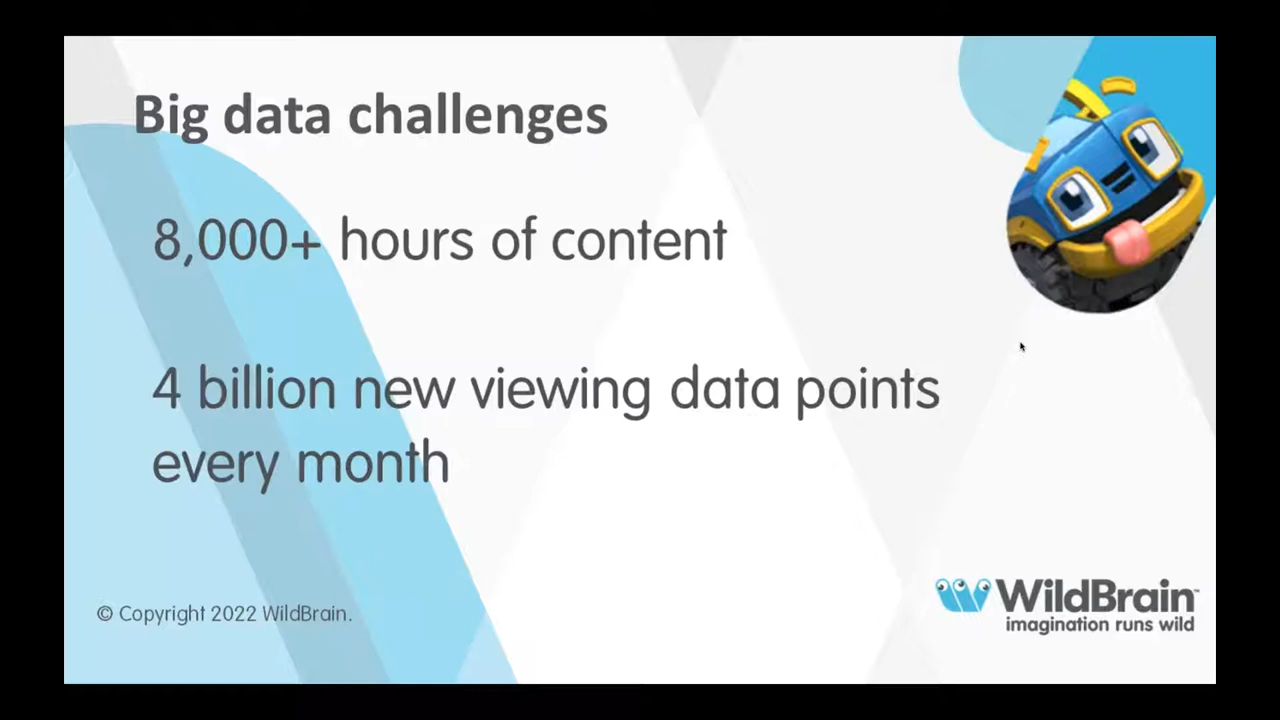 Big data challenges
8,000+ hours of content
4 billion new viewing data points
every month
© Copyright 2022 WildBrain.
WildBrain™
imagination runs wild